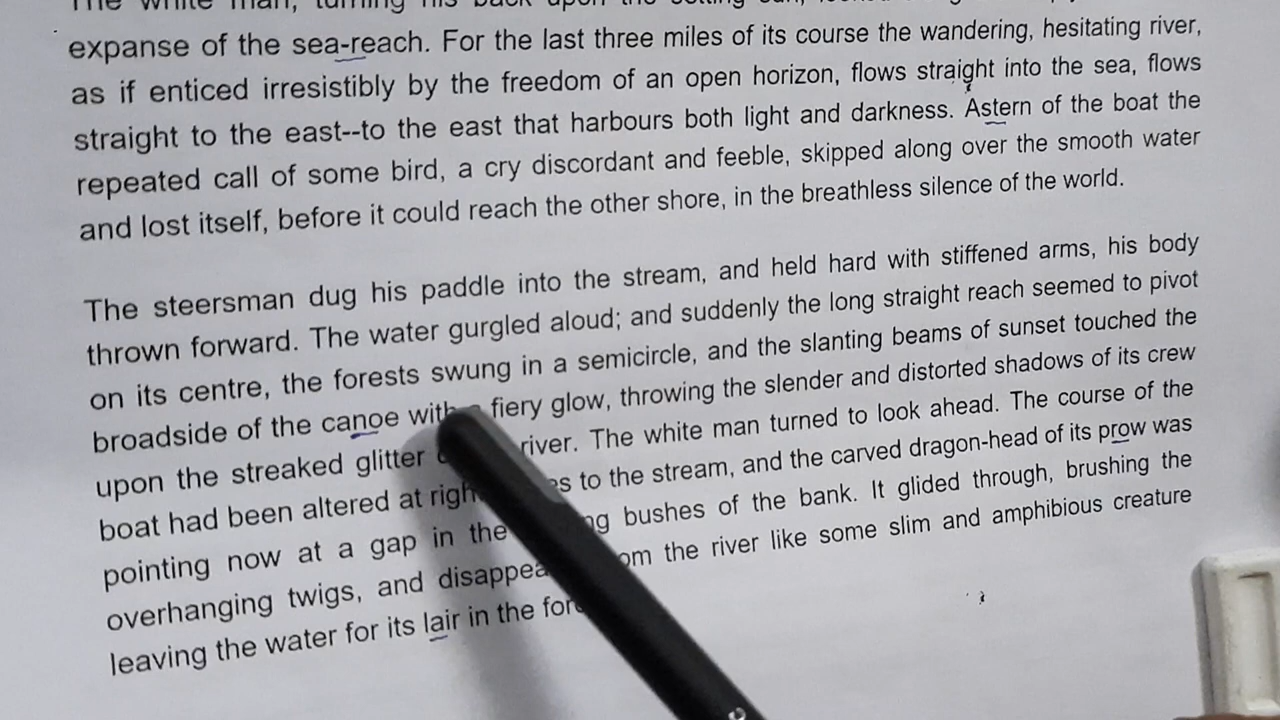 expanse of the sea-reach. For the last three miles of its course the wandering, hesitating river,
as if enticed irresistibly by the freedom of an open horizon, flows straight into the sea, flows
straight to the east--to the east that harbours both light and darkness. Astern of the boat the
repeated call of some bird, a cry discordant and feeble, skipped along over the smooth water
and lost itself, before it could reach the other shore, in the breathless silence of the world.
The steersman dug his paddle into the stream, and held hard with stiffened arms, his body
thrown forward. The water gurgled aloud; and suddenly the long straight reach seemed to pivot
on its centre, the forests swung in a semicircle, and the slanting beams of sunset touched the
broadside of the canoe with fiery glow, throwing the slender and distorted shadows of its crew
upon the streaked glitter river. The white man turned to look ahead. The course of the
boat had been altered at to the stream, and the carved dragon-head of its prow was
pointing now at a gap in the bushes of the bank. It glided through, brushing the
overhanging twigs, and the river like some slim and amphibious creature
leaving the water for its lair in the